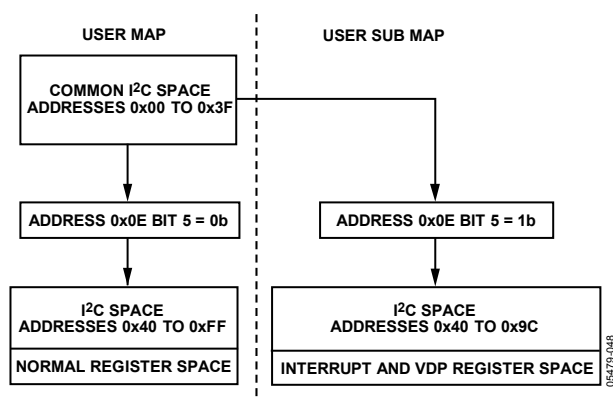 USER MAP
USER SUB MAP
COMMON I²C SPACE
ADDRESSES 0x00 TO 0x3F
ADDRESS 0x0E BIT 5 = 0b
ADDRESS 0x0E BIT 5 = 1b
I²C SPACE
ADDRESSES 0x40 TO 0xFF
NORMAL REGISTER SPACE
I²C SPACE
ADDRESSES 0x40 TO 0x9C
INTERRUPT AND VDP REGISTER SPACE
05479-048